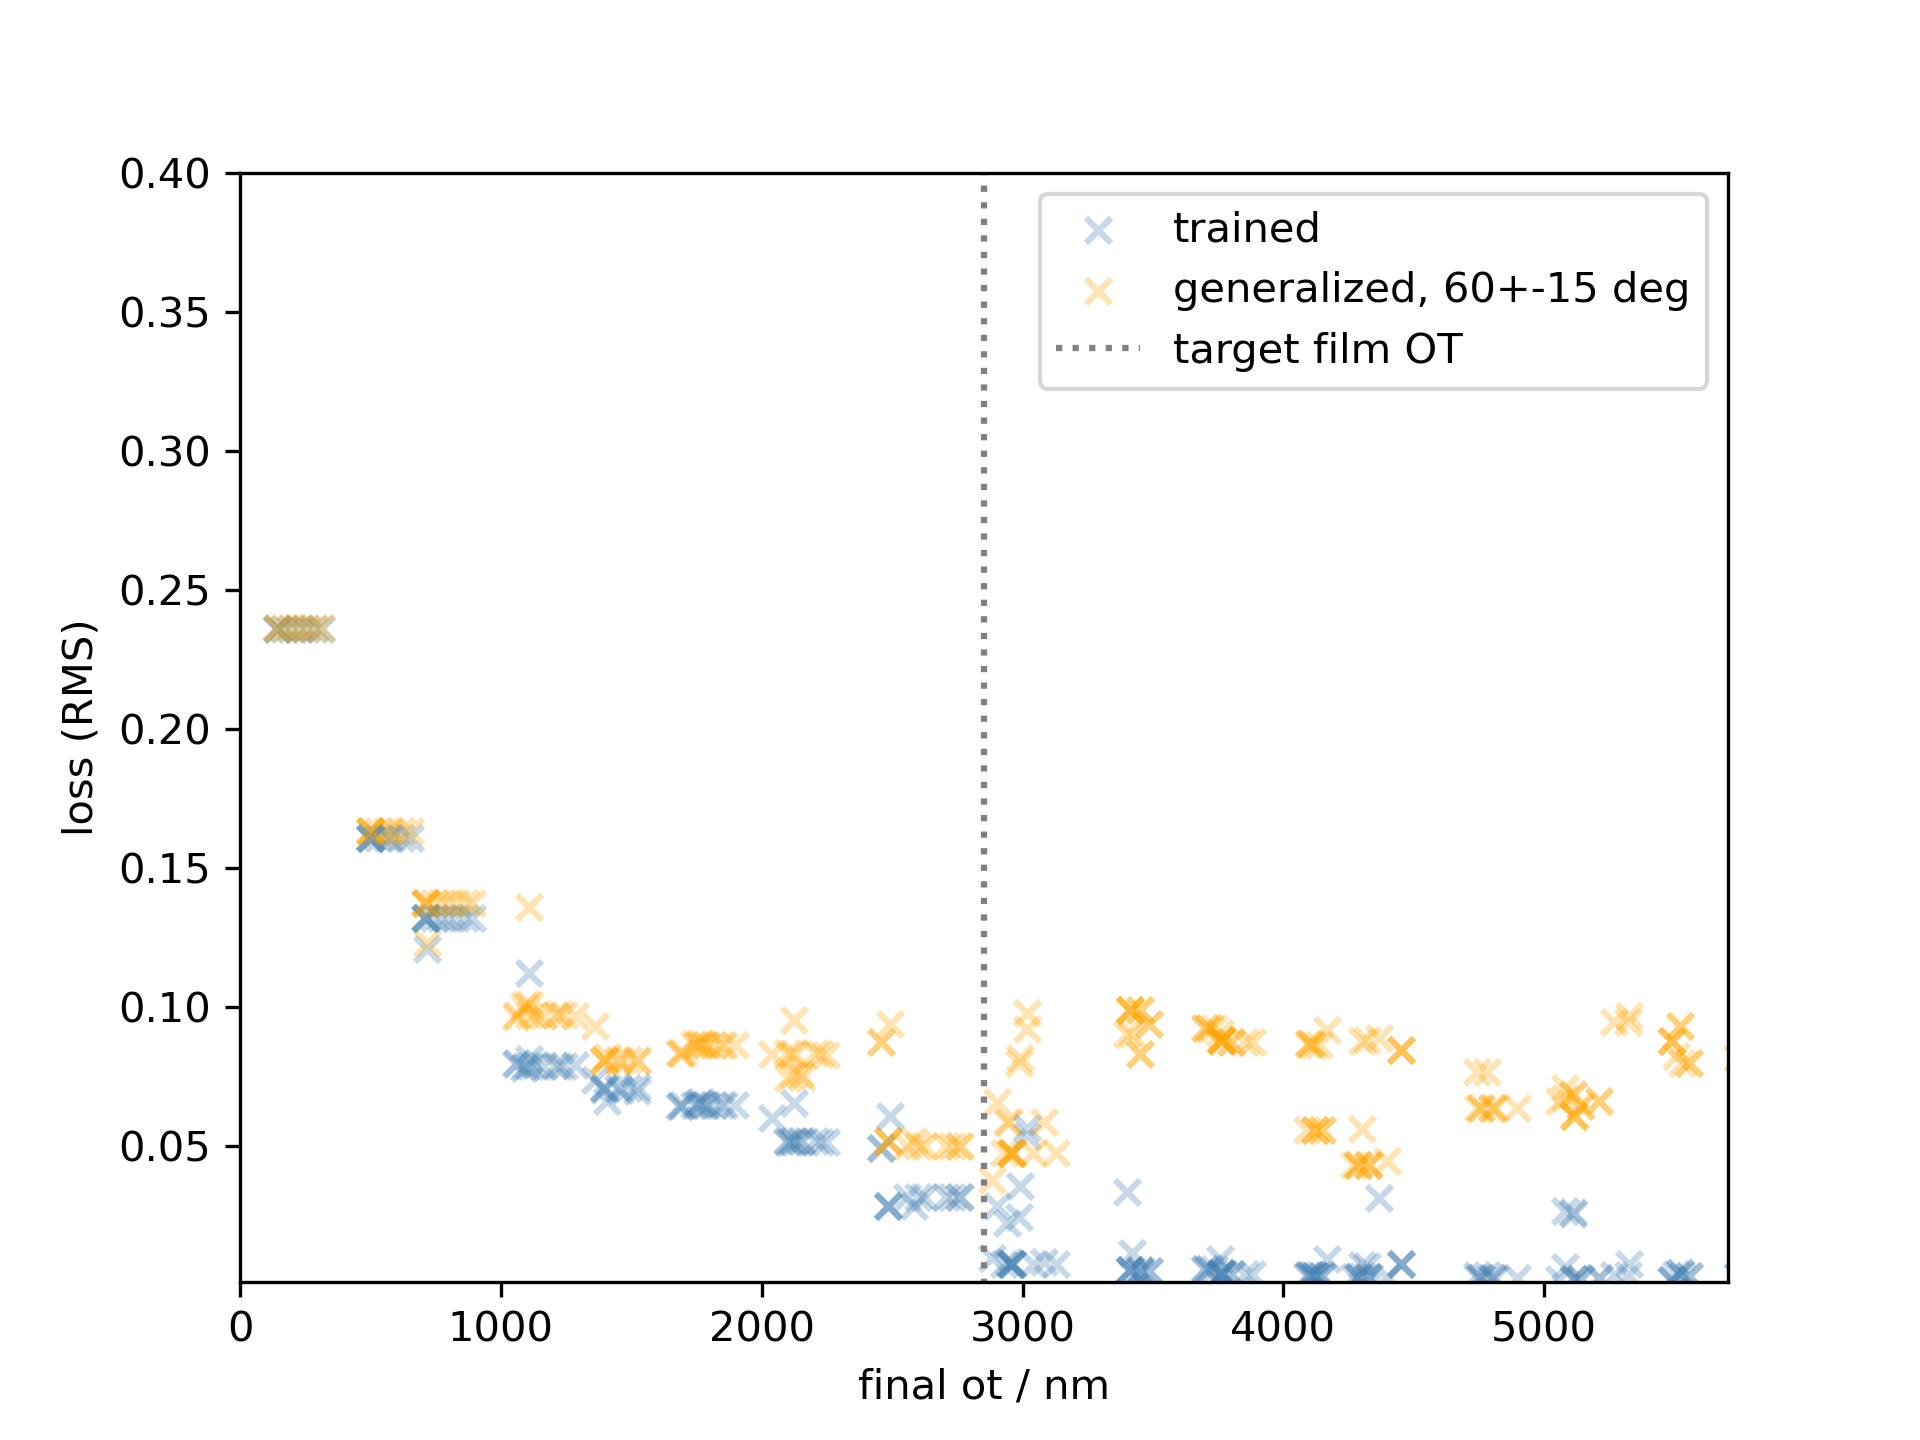 0.40
0.35
0.30
0.25
0.20
0.15
0.10
0.05
loss (RMS)
trained
generalized, 60+-15 deg
target film OT
0 1000 2000 3000 4000 5000
final ot / nm